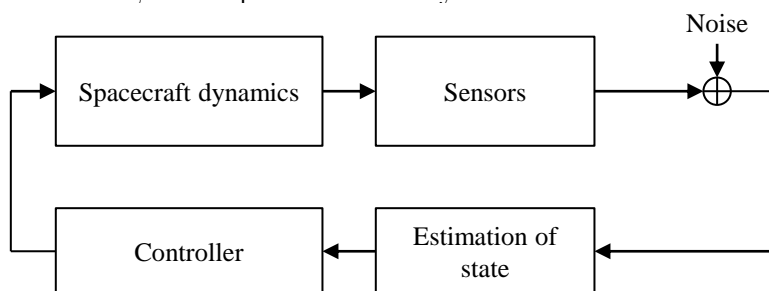 Noise
Spacecraft dynamics
Sensors
Controller
Estimation of
state